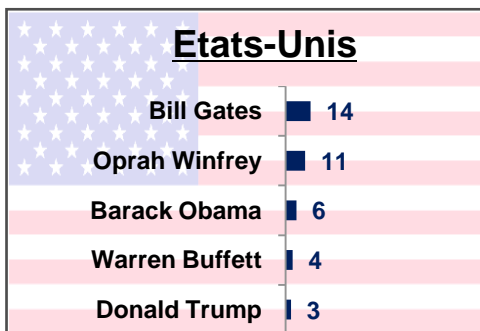 Etats-Unis
Bill Gates 14
Oprah Winfrey 11
Barack Obama 6
Warren Buffett 4
Donald Trump 3